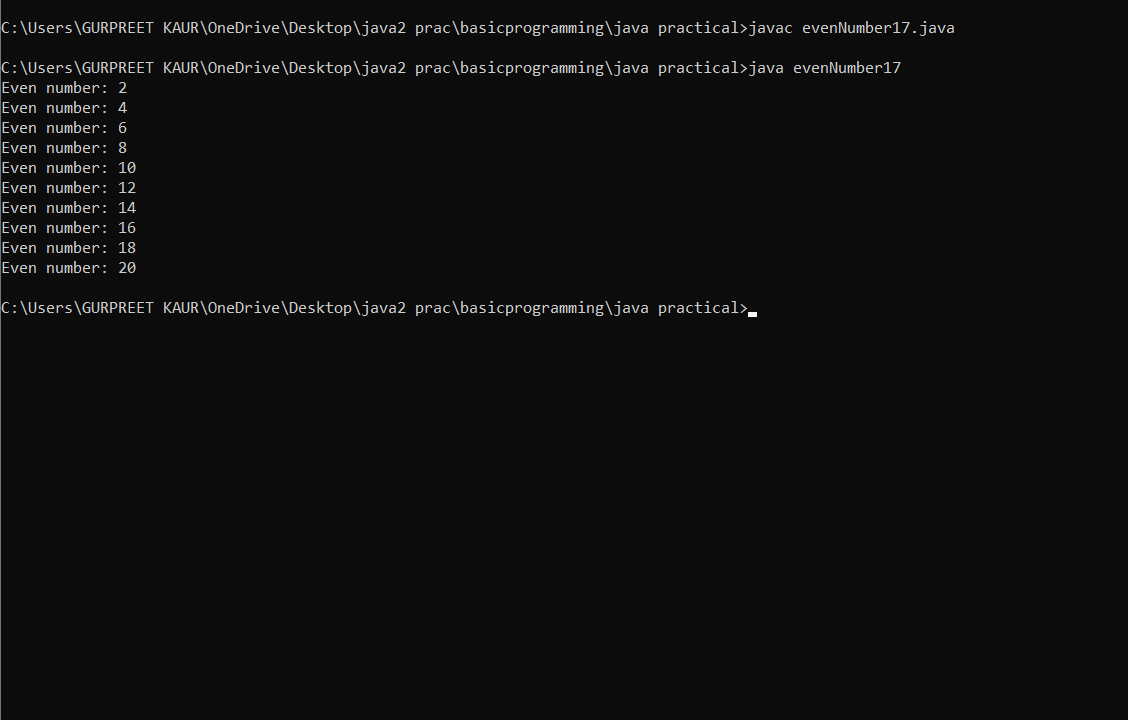 C:\Users\GURPREET KAUR\OneDrive\Desktop\java2 prac\basicprogramming\java practical>javac evenNumber17.java
C:\Users\GURPREET KAUR\OneDrive\Desktop\java2 prac\basicprogramming\java practical>java evenNumber17
Even number: 2
Even number: 4
Even number: 6
Even number: 8
Even number: 10
Even number: 12
Even number: 14
Even number: 16
Even number: 18
Even number: 20
C:\Users\GURPREET KAUR\OneDrive\Desktop\java2 prac\basicprogramming\java practical>